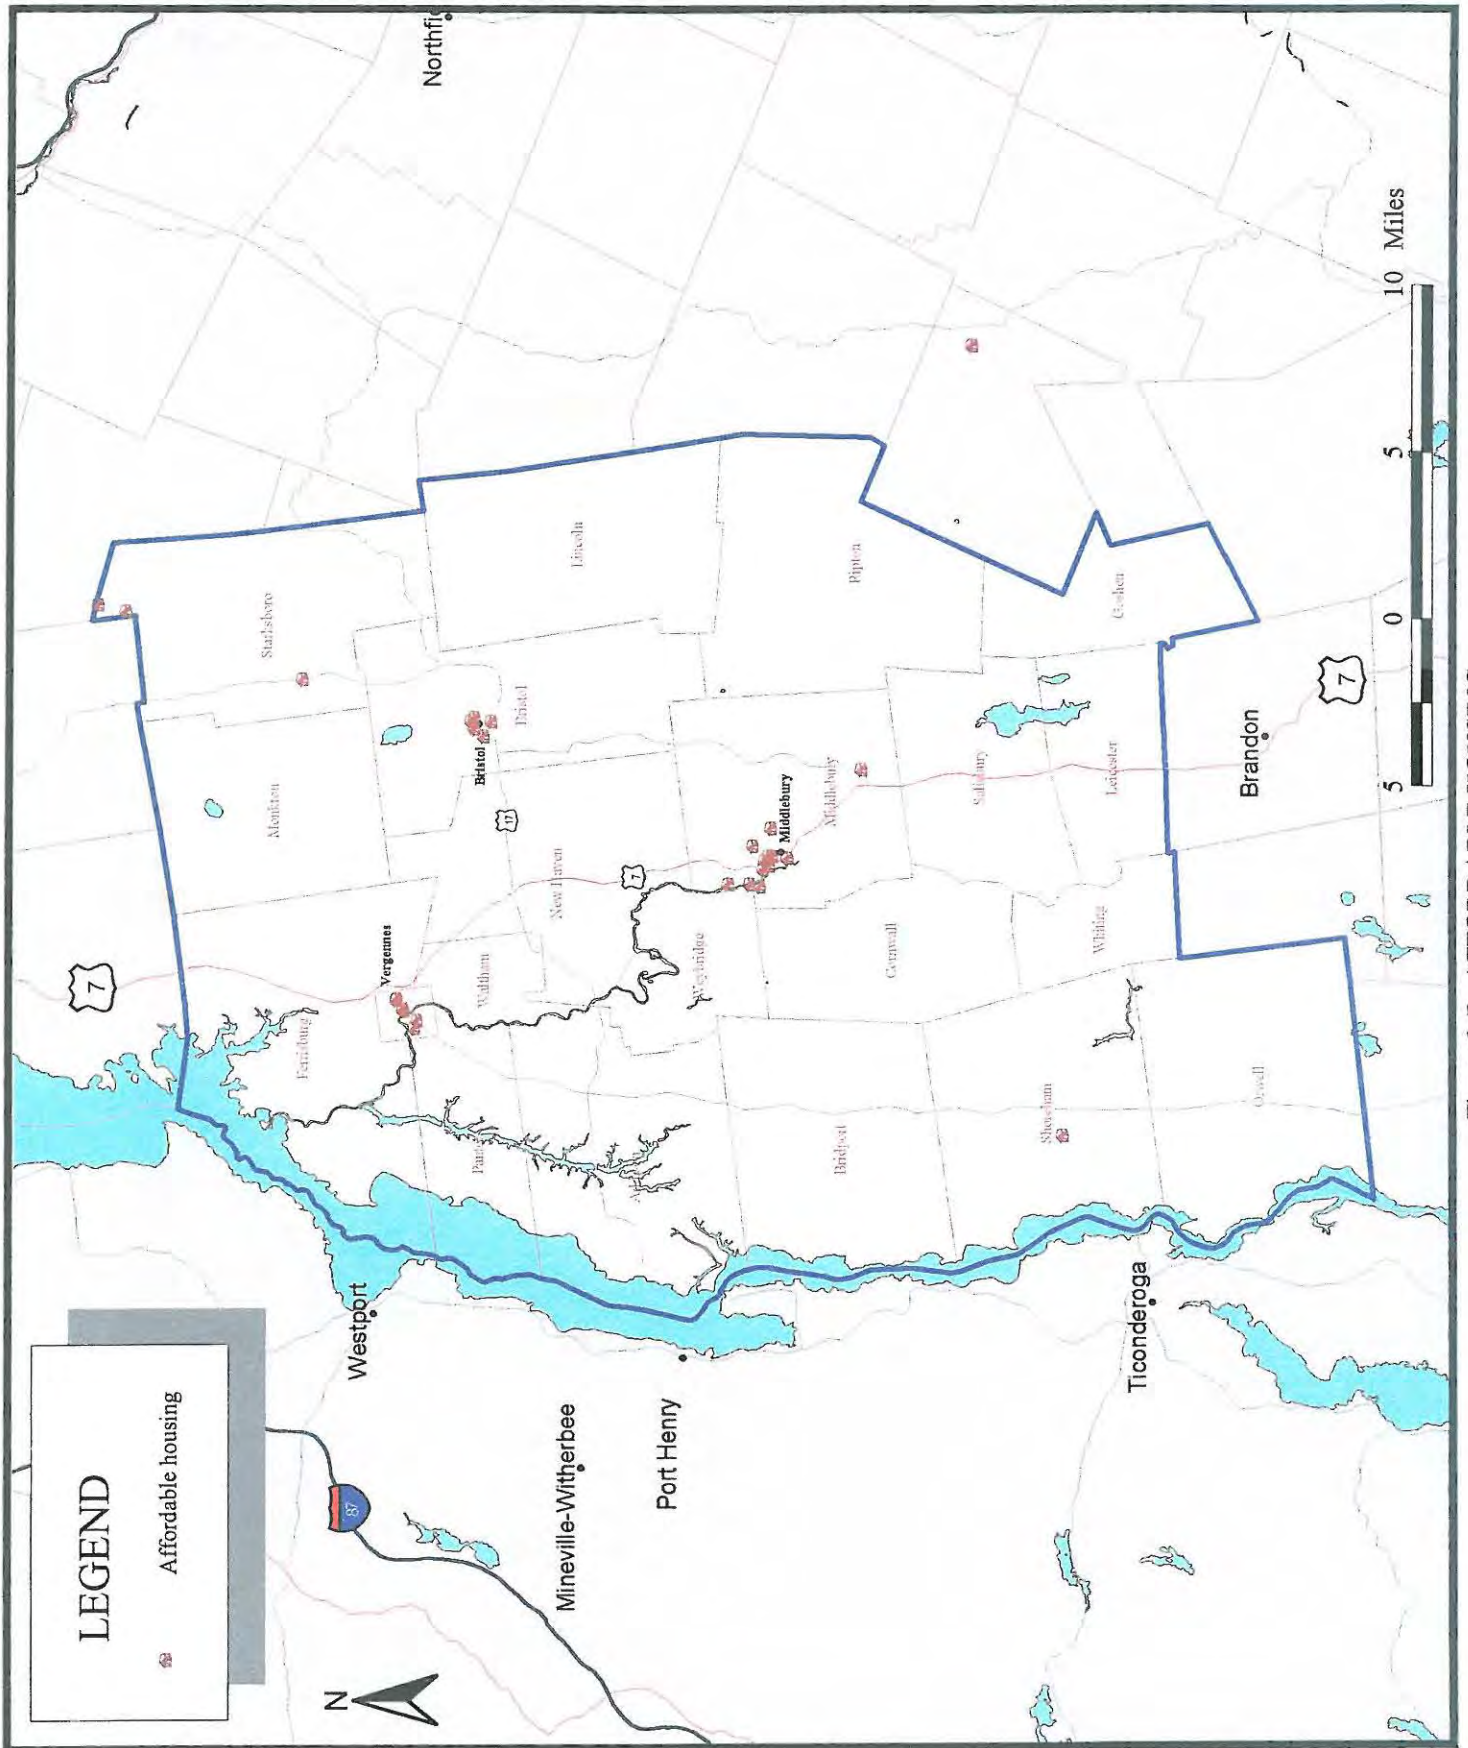 LEGEND
Affordable housing
N
87
Westport
Mineville-Witherbee
Port Henry
Ticonderoga
7
Northfi
Starksboro
Lincoln
Ripton
Goshen
Monkton
Bristol
Bristol
17
New Haven
7
Middlebury
Middlebury
Salisbury
Leicester
Brandon
7
Vergennes
Ferrisburg
Waltham
Weybridge
Cornwall
Whiting
Bridport
Shoreham
Orwell
5
0
5
10 Miles